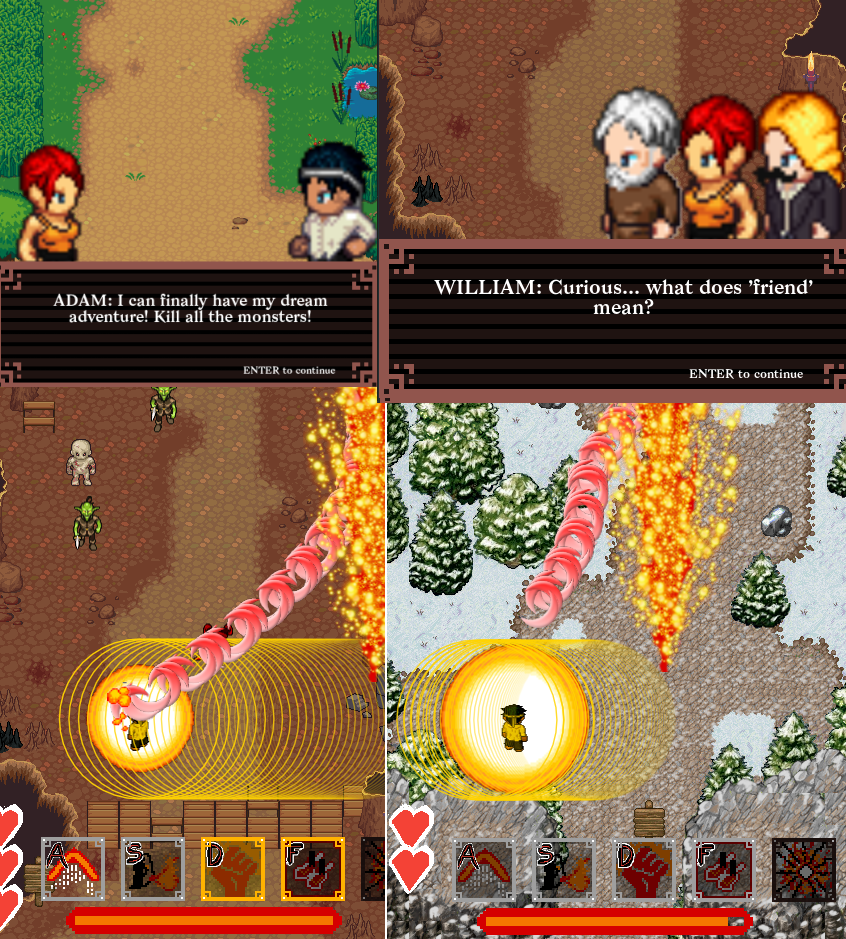 ADAM: I can finally have my dream
adventure! Kill all the monsters!
ENTER to continue
WILLIAM: Curious... what does 'friend'
mean?
ENTER to continue
A S D F
A S D F